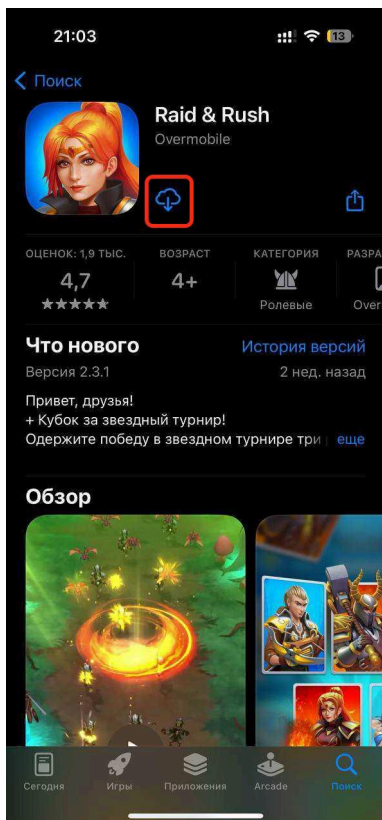 21:03
13
Поиск
Raid & Rush
Overmobile
ОЦЕНОК: 1,9 ТЫС.
ВОЗРАСТ
КАТЕГОРИЯ
РАЗРА
4,7
4+
Ролевые
Over
Что нового
История версий
Версия 2.3.1
2 нед. назад
Привет, друзья!
+ Кубок за звездный турнир!
Одержите победу в звездном турнире три
еще
Обзор
Сегодня
Игры
Приложения
Arcade
Поиск